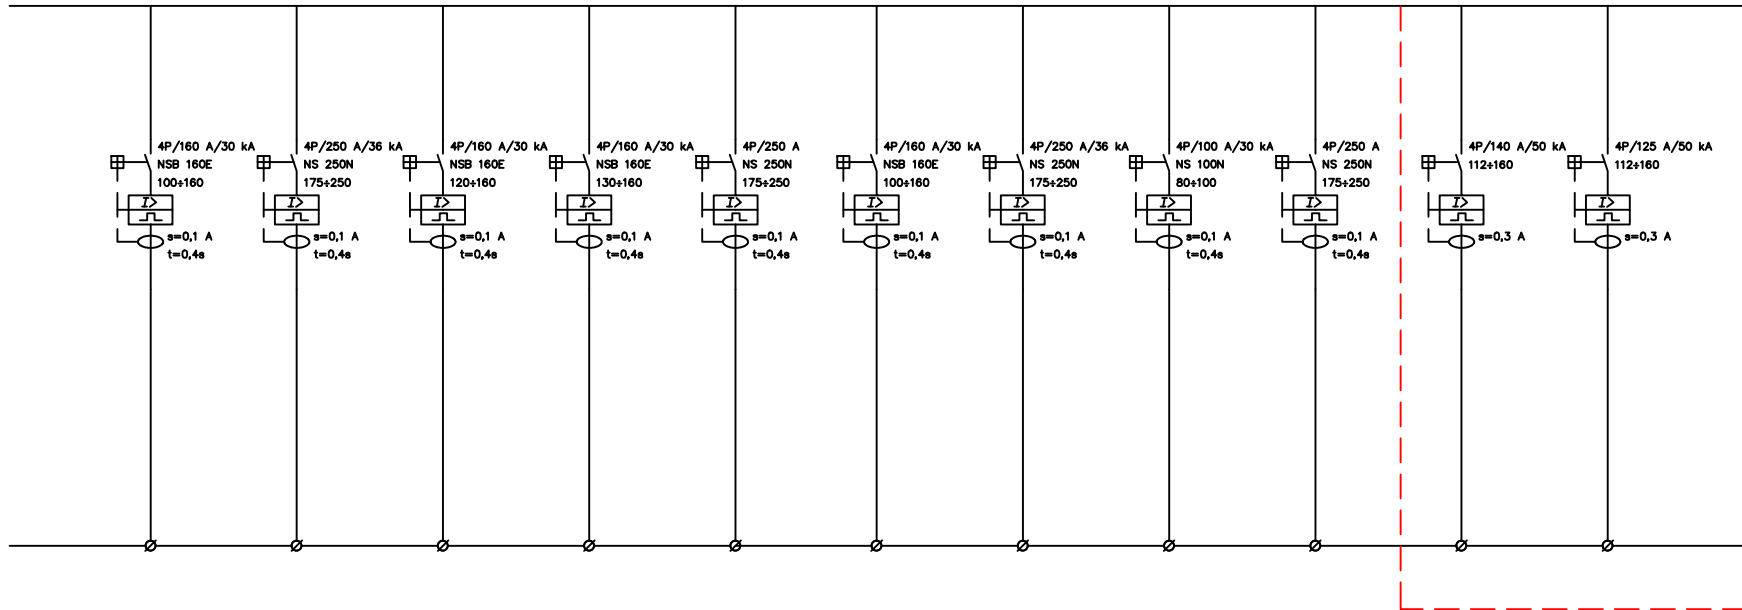 4P/160 A/30 kA
NSB 160E
100÷160
I>
s=0,1 A
t=0,4s
4P/250 A/36 kA
NS 250N
175÷250
I>
s=0,1 A
t=0,4s
4P/160 A/30 kA
NSB 160E
120÷160
I>
s=0,1 A
t=0,4s
4P/160 A/30 kA
NSB 160E
130÷160
I>
s=0,1 A
t=0,4s
4P/250 A
NS 250N
175÷250
I>
s=0,1 A
t=0,4s
4P/160 A/30 kA
NSB 160E
100÷160
I>
s=0,1 A
t=0,4s
4P/250 A/36 kA
NS 250N
175÷250
I>
s=0,1 A
t=0,4s
4P/100 A/30 kA
NS 100N
80÷100
I>
s=0,1 A
t=0,4s
4P/250 A
NS 250N
175÷250
I>
s=0,1 A
t=0,4s
4P/140 A/50 kA
112÷160
I>
s=0,3 A
4P/125 A/50 kA
112÷160
I>
s=0,3 A